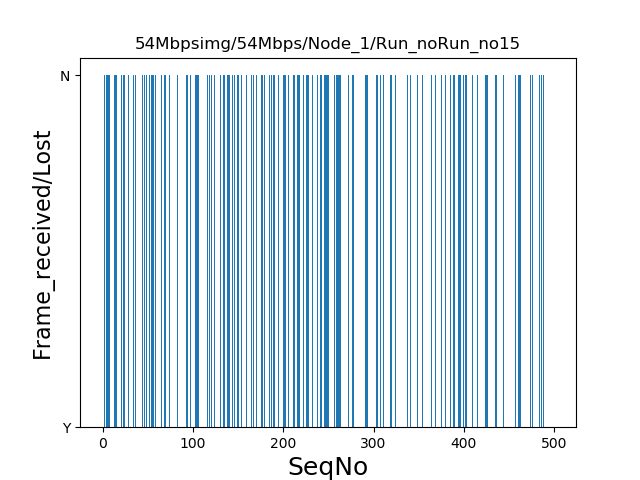 54Mbpsimg/54Mbps/Node_1/Run_noRun_no15
N
Frame_received/Lost
Y
0 100 200 300 400 500
SeqNo